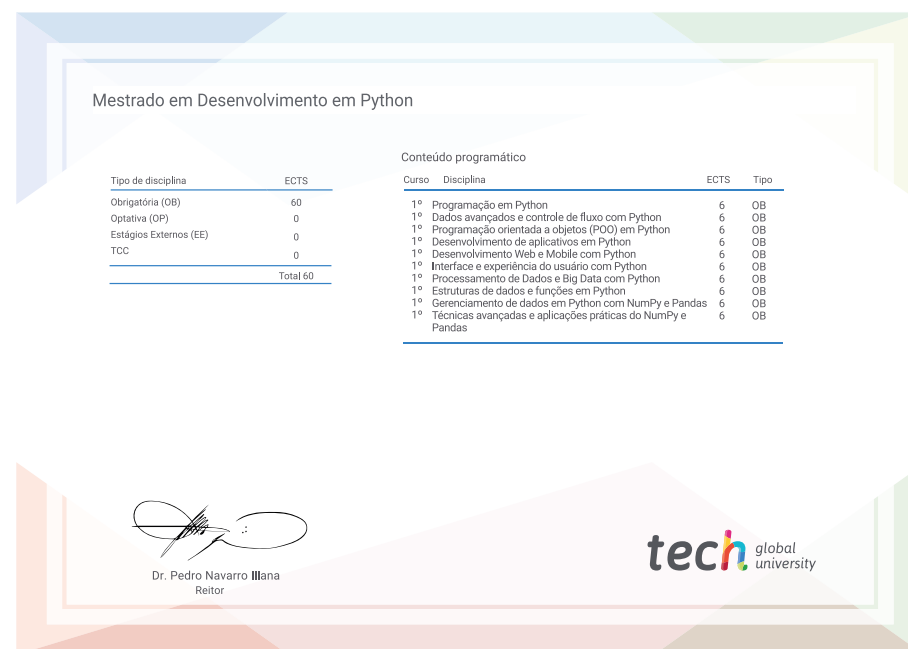 Mestrado em Desenvolvimento em Python
Tipo de disciplina ECTS
Obrigatória (OB) 60
Optativa (OP) 0
Estágios Externos (EE) 0
TCC 0
Total 60
Conteúdo programático
Curso Disciplina ECTS Tipo
1º Programação em Python 6 OB
1º Dados avançados e controle de fluxo com Python 6 OB
1º Programação orientada a objetos (POO) em Python 6 OB
1º Desenvolvimento de aplicativos em Python 6 OB
1º Desenvolvimento Web e Mobile com Python 6 OB
1º Interface e experiência do usuário com Python 6 OB
1º Processamento de Dados e Big Data com Python 6 OB
1º Estruturas de dados e funções em Python 6 OB
1º Gerenciamento de dados em Python com NumPy e Pandas 6 OB
1º Técnicas avançadas e aplicações práticas do NumPy e 6 OB
Pandas
Dr. Pedro Navarro Illana
Reitor
tech global
university